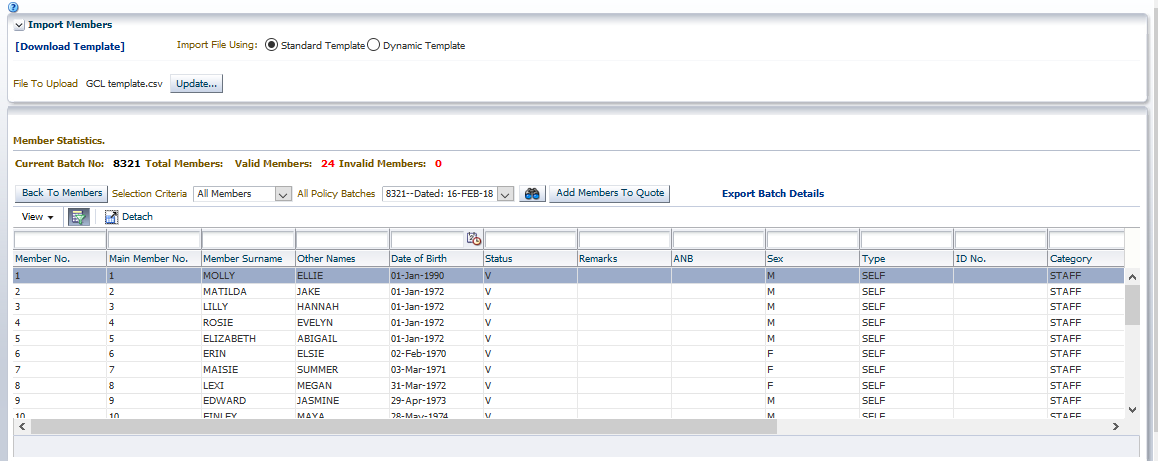 Import Members
[Download Template] Import File Using: Standard Template Dynamic Template
File To Upload GCL template.csv Update...
Member Statistics.
Current Batch No: 8321 Total Members: Valid Members: 24 Invalid Members: 0
Back To Members Selection Criteria All Members All Policy Batches 8321--Dated: 16-FEB-18 Add Members To Quote Export Batch Details
View Detach
Member No. Main Member No. Member Surname Other Names Date of Birth Status Remarks ANB Sex Type ID No. Category
1 1 MOLLY ELLIE 01-Jan-1990 V M SELF STAFF
2 2 MATILDA JAKE 01-Jan-1972 V M SELF STAFF
3 3 LILLY HANNAH 01-Jan-1972 V M SELF STAFF
4 4 ROSIE EVELYN 01-Jan-1972 V M SELF STAFF
5 5 ELIZABETH ABIGAIL 01-Jan-1972 V M SELF STAFF
6 6 ERIN ELSIE 02-Feb-1970 V F SELF STAFF
7 7 MAISIE SUMMER 03-Mar-1971 V F SELF STAFF
8 8 LEXI MEGAN 31-Mar-1972 V F SELF STAFF
9 9 EDWARD JASMINE 29-Apr-1973 V M SELF STAFF
10 10 FINLEY MAYA 28-May-1974 V M SELF STAFF